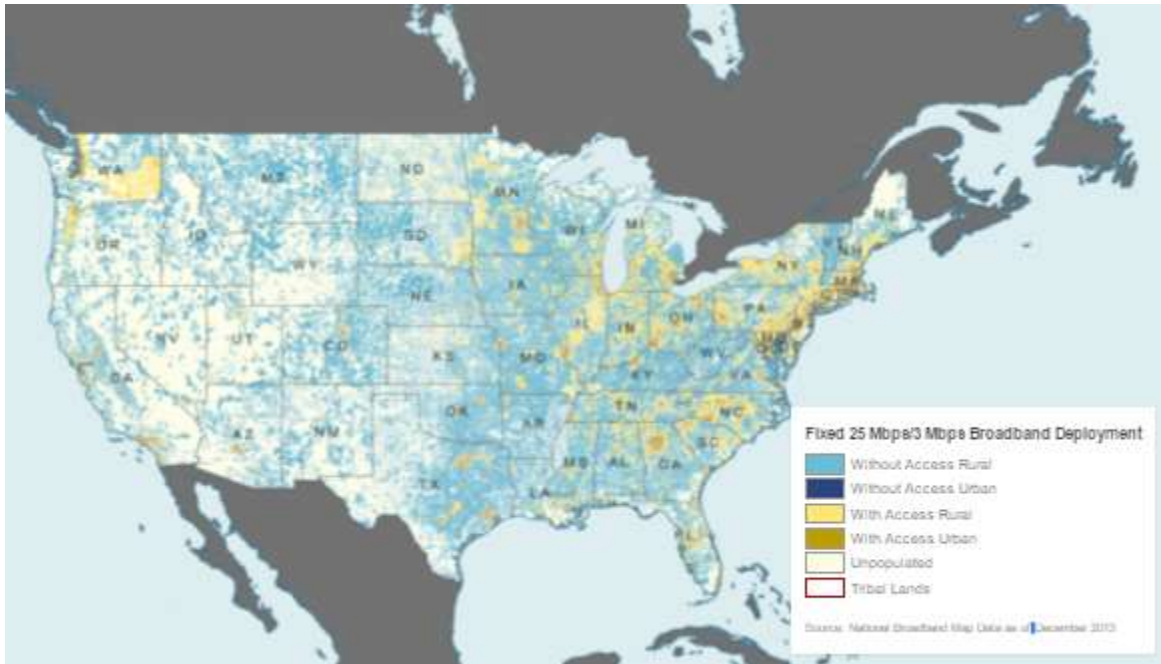 WA
MT
ND
MN
ME
OR
ID
SD
WI
MI
NH
WY
NY
MA
NE
IA
PA
NV
UT
CO
IL
IN
OH
KS
MO
WV
CA
KY
VA
OK
TN
NC
AZ
NM
AR
SC
MS
AL
GA
TX
LA
FL
Fixed 25 Mbps/3 Mbps Broadband Deployment
Without Access Rural
Without Access Urban
With Access Rural
With Access Urban
Unpopulated
Tribal Lands
Source: National Broadband Map Data as of December 2013